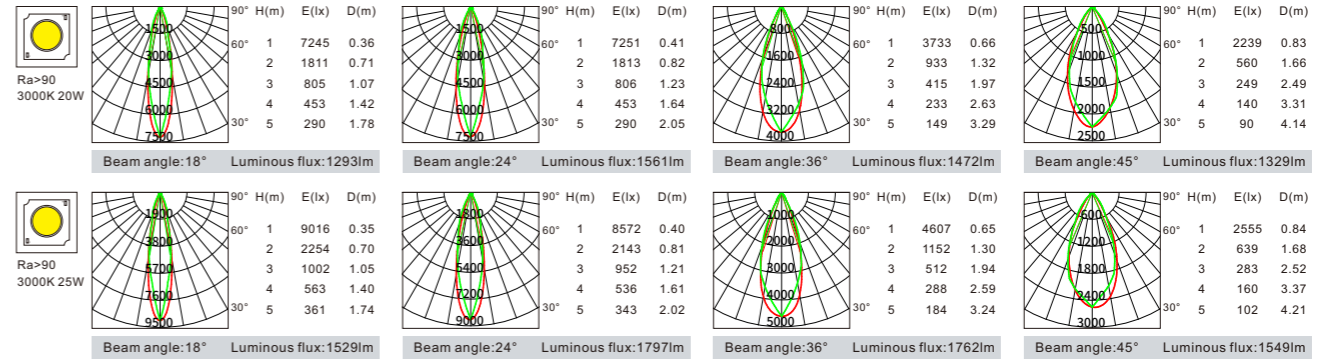 Ra>90
3000K 20W
1500
3000
4500
6000
7500
90° H(m) E(lx) D(m)
60° 1 7245 0.36
2 1811 0.71
3 805 1.07
4 453 1.42
30° 5 290 1.78
Beam angle:18° Luminous flux:1293lm
1500
3000
4500
6000
7500
90° H(m) E(lx) D(m)
60° 1 7251 0.41
2 1813 0.82
3 806 1.23
4 453 1.64
30° 5 290 2.05
Beam angle:24° Luminous flux:1561lm
800
1600
2400
3200
4000
90° H(m) E(lx) D(m)
60° 1 3733 0.66
2 933 1.32
3 415 1.97
4 233 2.63
30° 5 149 3.29
Beam angle:36° Luminous flux:1472lm
500
1000
1500
2000
2500
90° H(m) E(lx) D(m)
60° 1 2239 0.83
2 560 1.66
3 249 2.49
4 140 3.31
30° 5 90 4.14
Beam angle:45° Luminous flux:1329lm
Ra>90
3000K 25W
1900
3800
5700
7600
9500
90° H(m) E(lx) D(m)
60° 1 9016 0.35
2 2254 0.70
3 1002 1.05
4 563 1.40
30° 5 361 1.74
Beam angle:18° Luminous flux:1529lm
1800
3600
5400
7200
9000
90° H(m) E(lx) D(m)
60° 1 8572 0.40
2 2143 0.81
3 952 1.21
4 536 1.61
30° 5 343 2.02
Beam angle:24° Luminous flux:1797lm
1000
2000
3000
4000
5000
90° H(m) E(lx) D(m)
60° 1 4607 0.65
2 1152 1.30
3 512 1.94
4 288 2.59
30° 5 184 3.24
Beam angle:36° Luminous flux:1762lm
600
1200
1800
2400
3000
90° H(m) E(lx) D(m)
60° 1 2555 0.84
2 639 1.68
3 283 2.52
4 160 3.37
30° 5 102 4.21
Beam angle:45° Luminous flux:1549lm